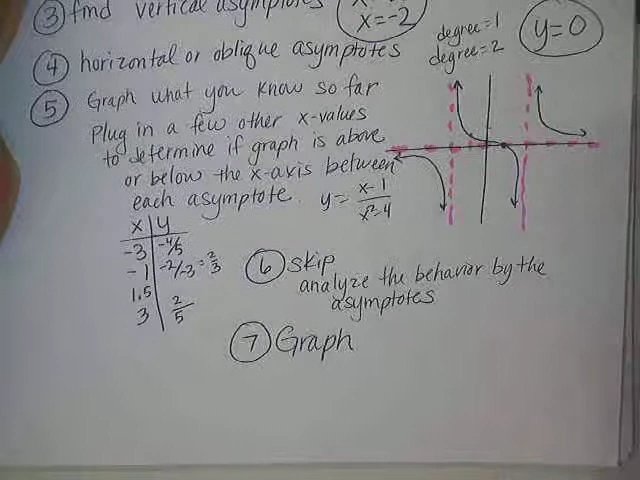 ③ find vertical asymptotes
x=-2
④ horizontal or oblique asymptotes
degree=1
degree=2
y=0
⑤ Graph what you know so far
Plug in a few other x-values
to determine if graph is above
or below the x-axis between
each asymptote. y= x-1/x²-4
x | y
-3 | -4/5
-1 | -2/-3 = 2/3
1.5
3 | 2/5
⑥ skip
analyze the behavior by the
asymptotes
⑦ Graph